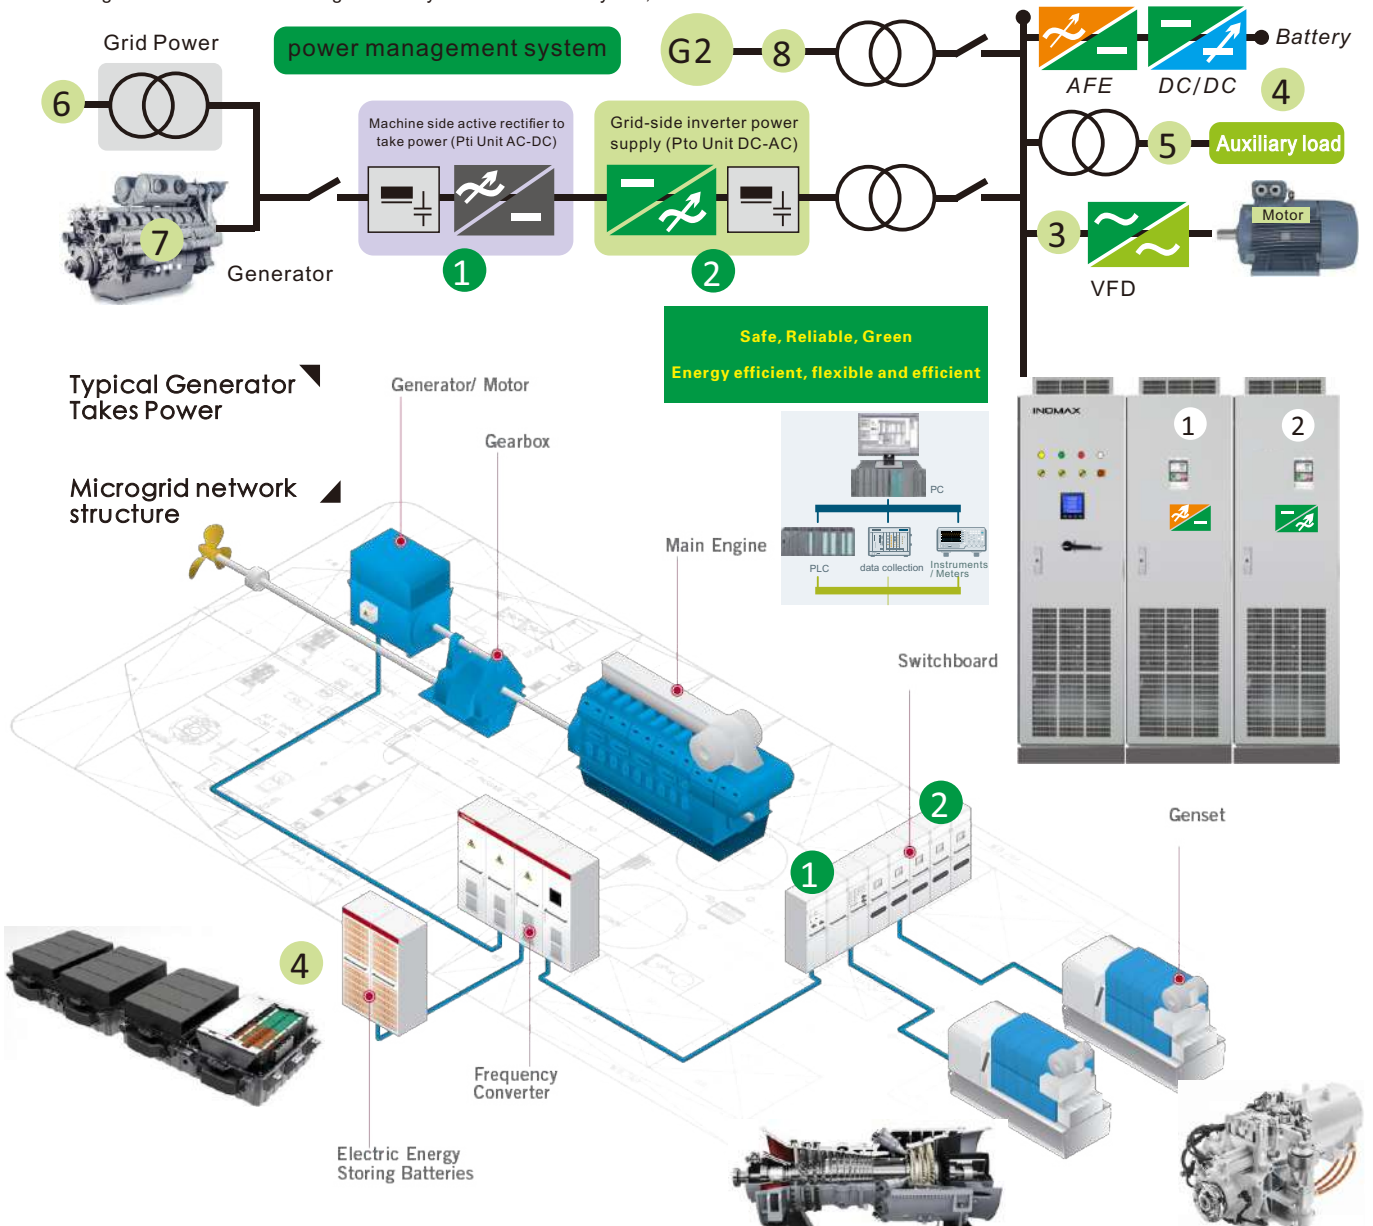 Grid Power
power management system
G2
8
6
7
Generator
Machine side active rectifier to
take power (Pti Unit AC-DC)
1
Grid-side inverter power
supply (Pto Unit DC-AC)
2
AFE
DC/DC
Battery
4
5
Auxiliary load
3
VFD
Motor
Safe, Reliable, Green
Energy efficient, flexible and efficient
Typical Generator
Takes Power
Microgrid network
structure
Generator/ Motor
Gearbox
Main Engine
PC
PLC
data collection
Instruments
/ Meters
INOMAX
1
2
Switchboard
Genset
1
2
4
Frequency
Converter
Electric Energy
Storing Batteries